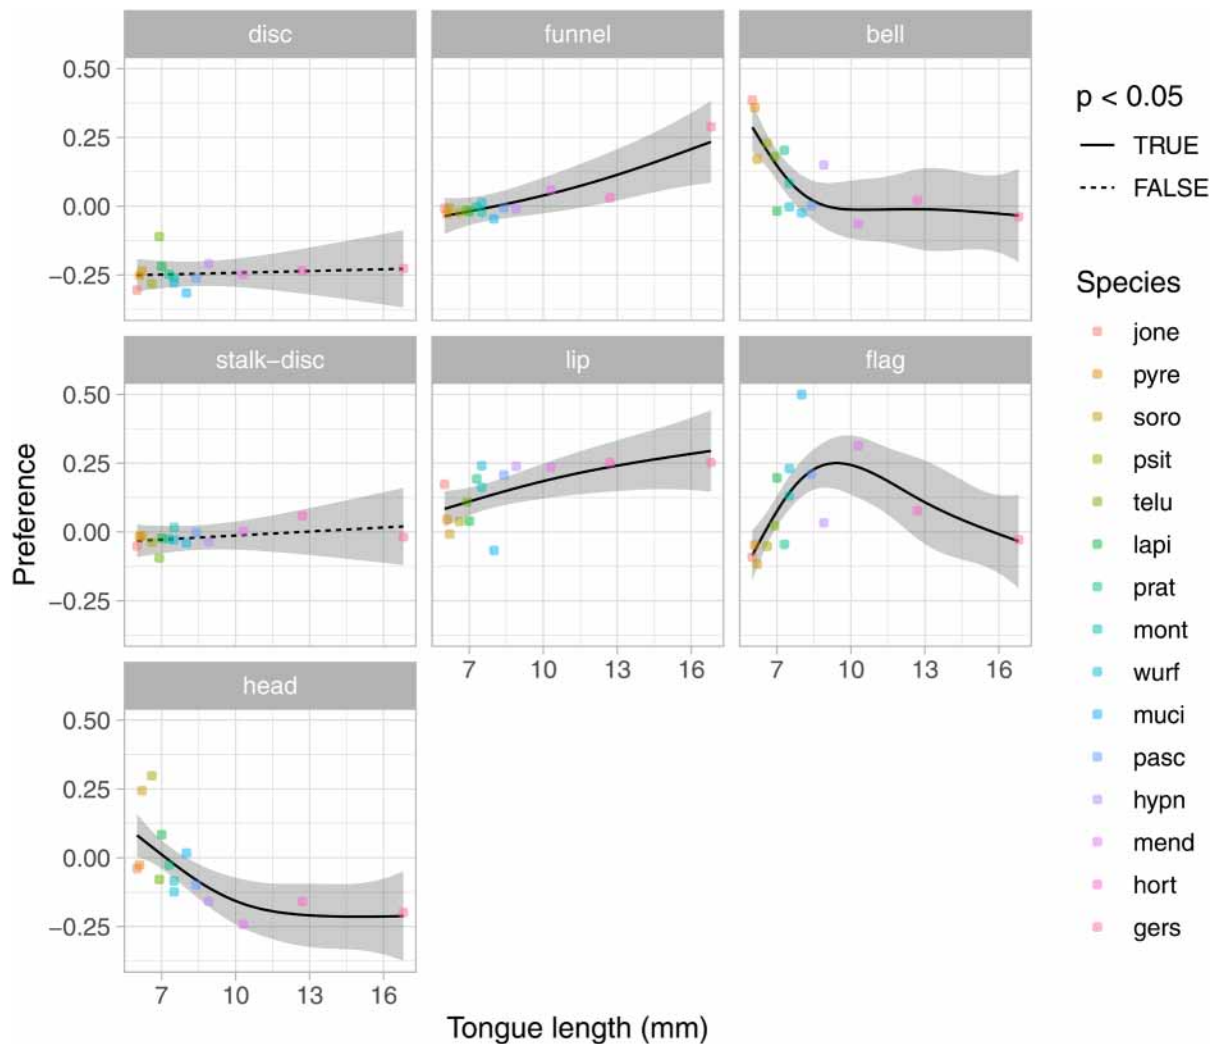 disc
funnel
bell
0.50
0.25
0.00
−0.25
stalk−disc
lip
flag
0.50
0.25
0.00
−0.25
7 10 13 16
7 10 13 16
head
0.50
0.25
0.00
−0.25
7 10 13 16
Preference
Tongue length (mm)
p < 0.05
TRUE
FALSE
Species
jone
pyre
soro
psit
telu
lapi
prat
mont
wurf
muci
pasc
hypn
mend
hort
gers